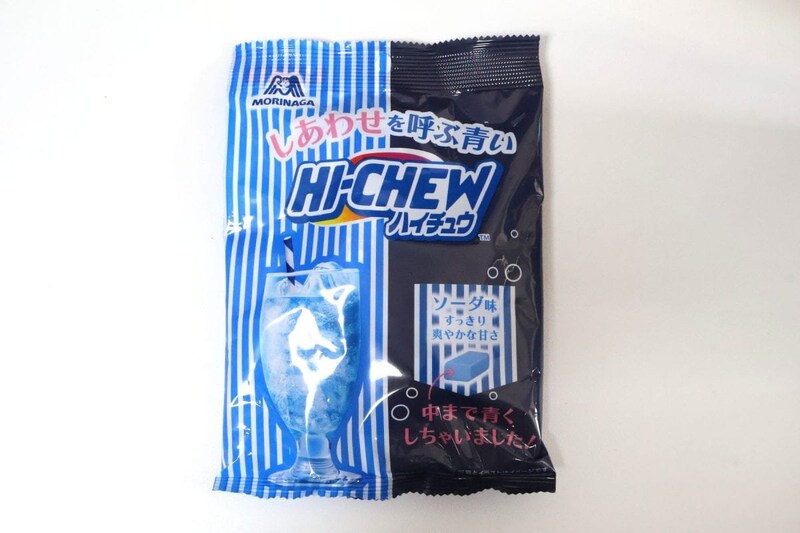 MORINAGA
しあわせを呼ぶ青い
HI-CHEW
ハイチュウ
TM
ソーダ味
すっきり
爽やかな甘さ
中まで青く
しちゃいました!